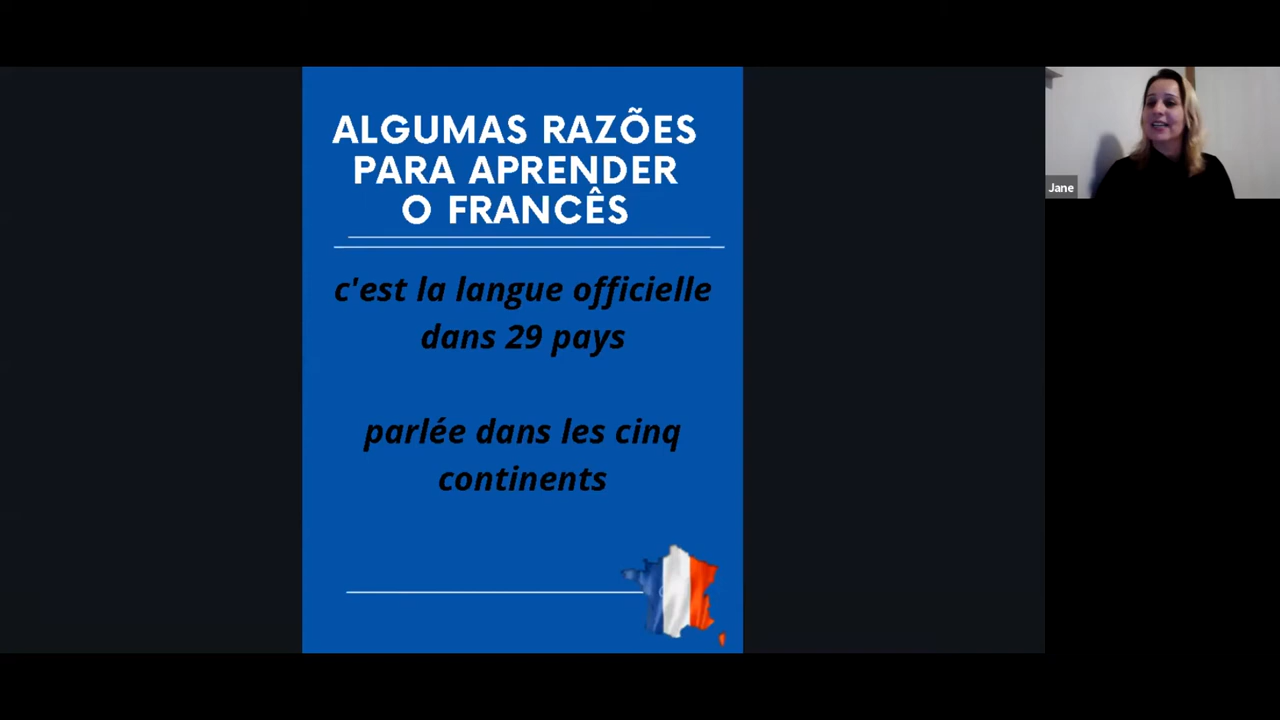 ALGUMAS RAZÕES
PARA APRENDER
O FRANCÊS
c'est la langue officielle
dans 29 pays
parlée dans les cinq
continents
Jane